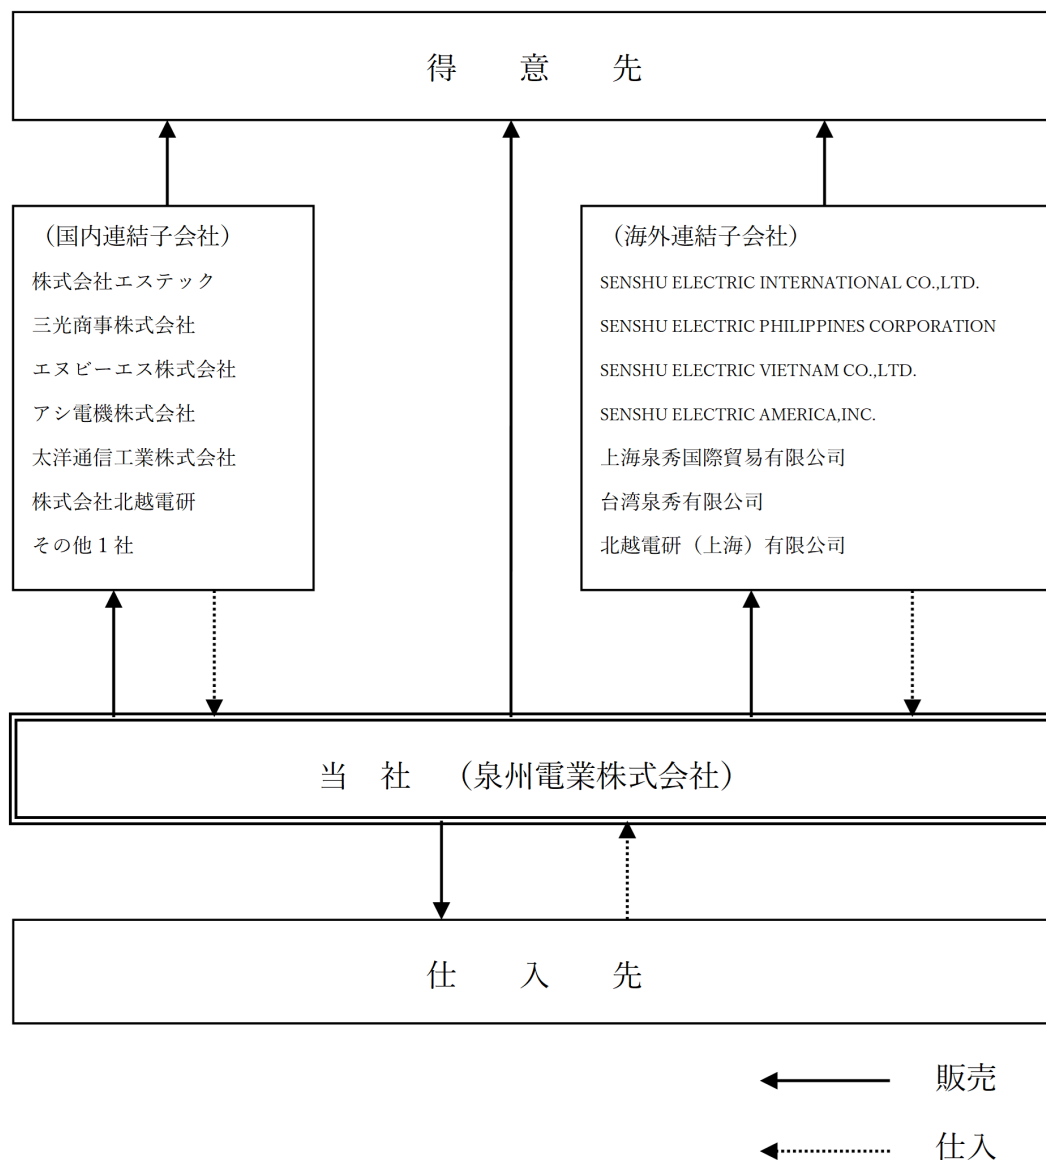 得意先
（国内連結子会社）
株式会社エステック
三光商事株式会社
エヌビーエス株式会社
アシ電機株式会社
太洋通信工業株式会社
株式会社北越電研
その他１社
（海外連結子会社）
SENSHU ELECTRIC INTERNATIONAL CO.,LTD.
SENSHU ELECTRIC PHILIPPINES CORPORATION
SENSHU ELECTRIC VIETNAM CO.,LTD.
SENSHU ELECTRIC AMERICA,INC.
上海泉秀国際貿易有限公司
台湾泉秀有限公司
北越電研（上海）有限公司
当社（泉州電業株式会社）
仕入先
販売
仕入